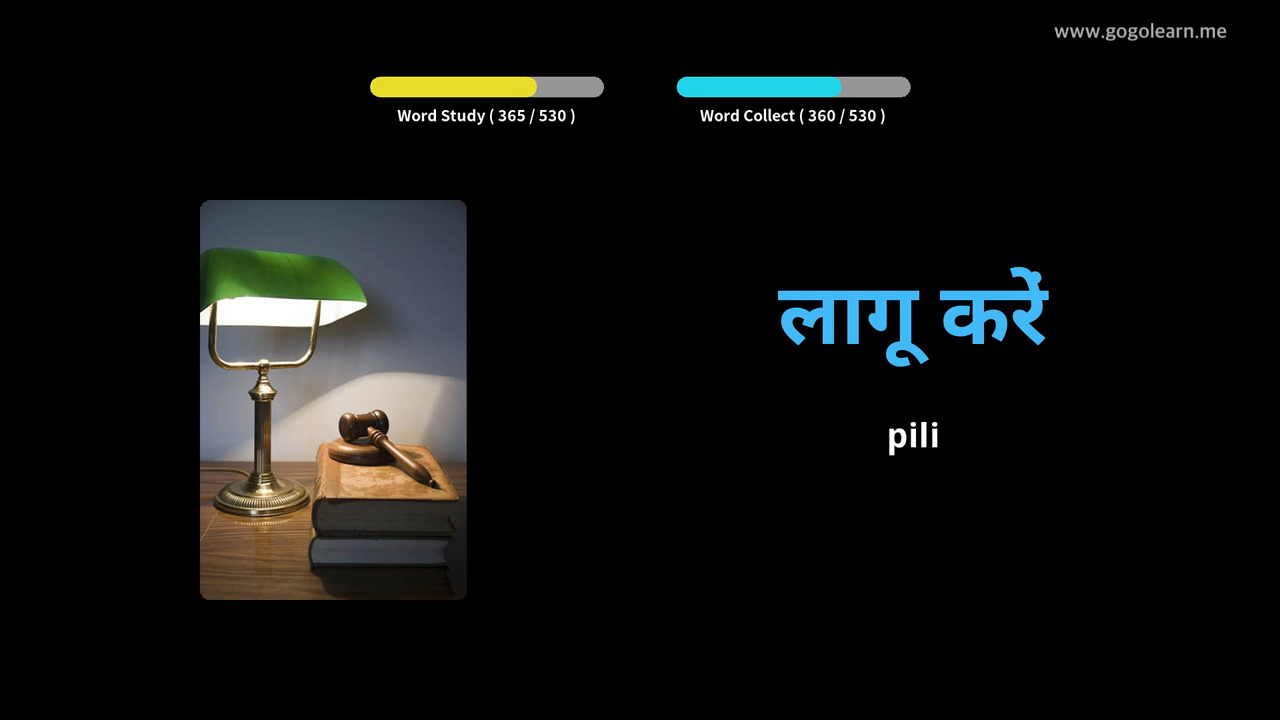 www.gogolearn.me
Word Study ( 365 / 530 )
Word Collect ( 360 / 530 )
लागू करें
pili